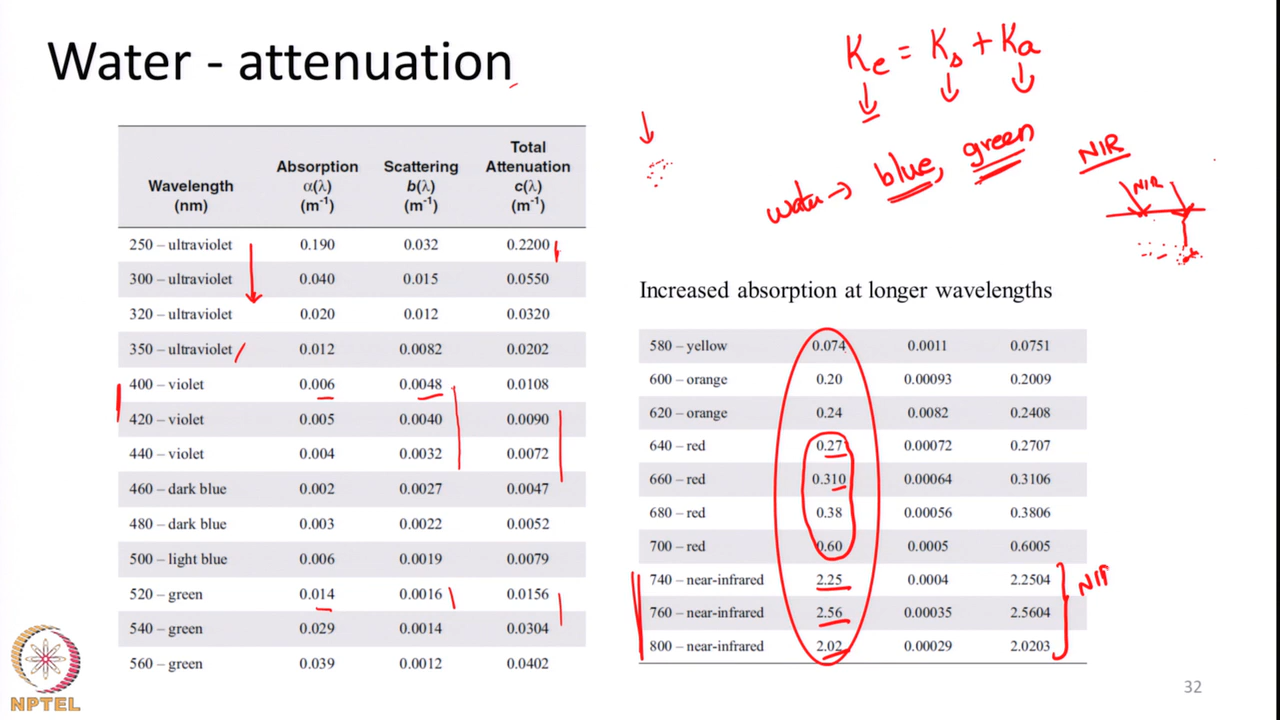 Water - attenuation
Ke = Ks + Ka
water → blue, green
NIR
NIR
Wavelength (nm) Absorption α(λ) (m⁻¹) Scattering b(λ) (m⁻¹) Total Attenuation c(λ) (m⁻¹)
250 – ultraviolet 0.190 0.032 0.2200
300 – ultraviolet 0.040 0.015 0.0550
320 – ultraviolet 0.020 0.012 0.0320
350 – ultraviolet 0.012 0.0082 0.0202
400 – violet 0.006 0.0048 0.0108
420 – violet 0.005 0.0040 0.0090
440 – violet 0.004 0.0032 0.0072
460 – dark blue 0.002 0.0027 0.0047
480 – dark blue 0.003 0.0022 0.0052
500 – light blue 0.006 0.0019 0.0079
520 – green 0.014 0.0016 0.0156
540 – green 0.029 0.0014 0.0304
560 – green 0.039 0.0012 0.0402
Increased absorption at longer wavelengths
580 – yellow 0.074 0.0011 0.0751
600 – orange 0.20 0.00093 0.2009
620 – orange 0.24 0.0082 0.2408
640 – red 0.27 0.00072 0.2707
660 – red 0.310 0.00064 0.3106
680 – red 0.38 0.00056 0.3806
700 – red 0.60 0.0005 0.6005
740 – near-infrared 2.25 0.0004 2.2504
760 – near-infrared 2.56 0.00035 2.5604
800 – near-infrared 2.02 0.00029 2.0203
NIR
NPTEL
32